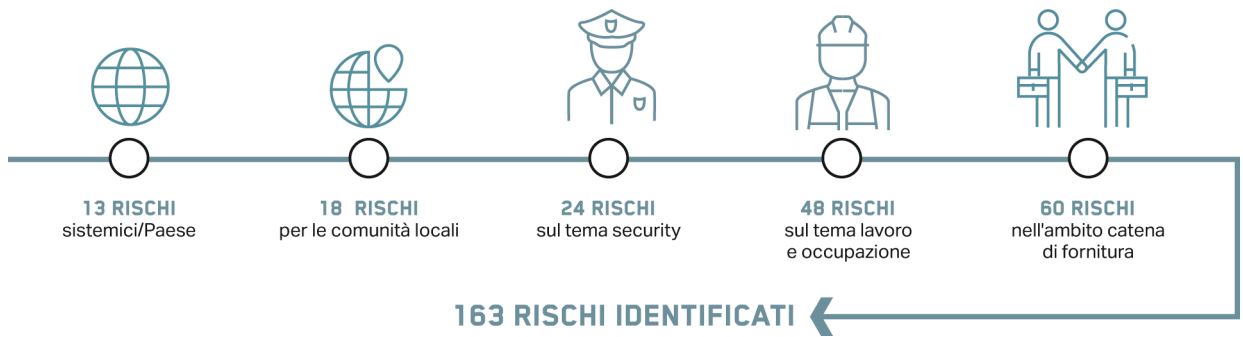 13 RISCHI
sistemici/Paese
18 RISCHI
per le comunità locali
24 RISCHI
sul tema security
48 RISCHI
sul tema lavoro
e occupazione
60 RISCHI
nell'ambito catena
di fornitura
163 RISCHI IDENTIFICATI